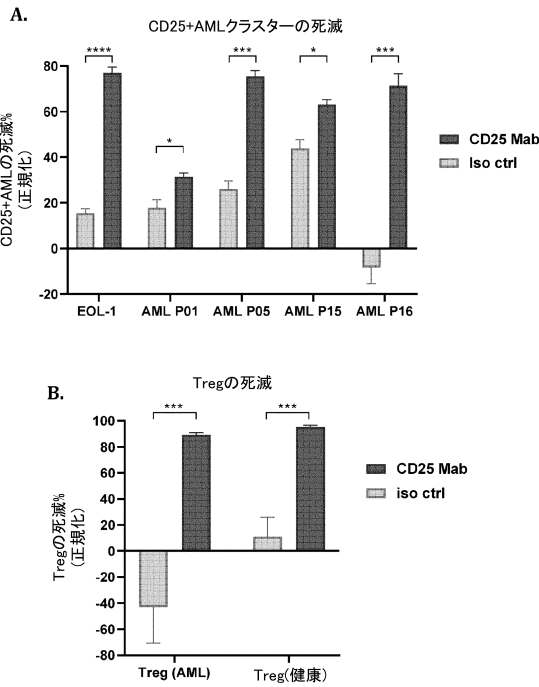 A.
CD25+AMLクラスターの死滅
**** * *** * ***
CD25+AMLの死滅%
(正規化)
80
60
40
20
0
-20
EOL-1 AML P01 AML P05 AML P15 AML P16
CD25 Mab
Iso ctrl
B.
Tregの死滅
*** ***
Tregの死滅%
(正規化)
100
80
60
40
20
0
-20
-40
-60
-80
Treg (AML) Treg(健康)
CD25 Mab
iso ctrl